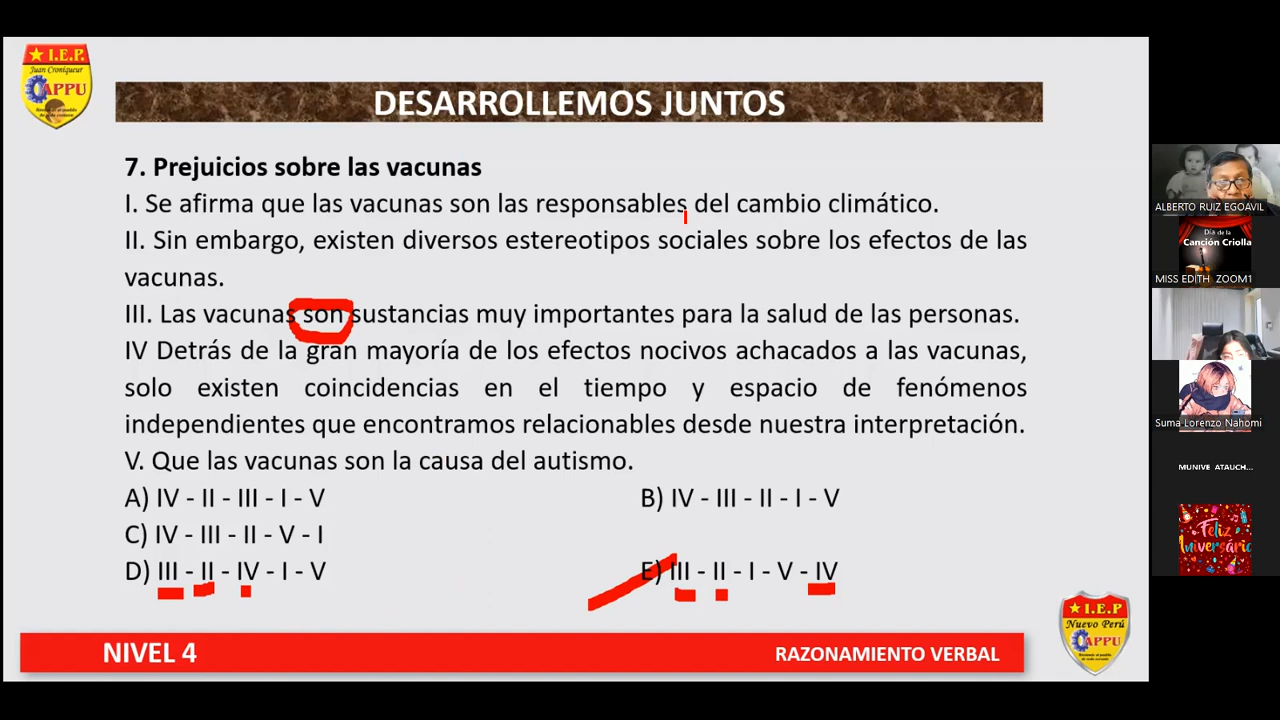 I.E.P.
Juan Croniqueur
APPU
DESARROLLEMOS JUNTOS
7. Prejuicios sobre las vacunas
I. Se afirma que las vacunas son las responsables del cambio climático.
II. Sin embargo, existen diversos estereotipos sociales sobre los efectos de las
vacunas.
III. Las vacunas son sustancias muy importantes para la salud de las personas.
IV Detrás de la gran mayoría de los efectos nocivos achacados a las vacunas,
solo existen coincidencias en el tiempo y espacio de fenómenos
independientes que encontramos relacionables desde nuestra interpretación.
V. Que las vacunas son la causa del autismo.
A) IV - II - III - I - V
B) IV - III - II - I - V
C) IV - III - II - V - I
D) III - II - IV - I - V
E) III - II - I - V - IV
NIVEL 4
RAZONAMIENTO VERBAL
I.E.P
Nuevo Perú
APPU
ALBERTO RUIZ EGOAVIL
Día de la
Canción Criolla
MISS EDITH ZOOM1
Suma Lorenzo Nahomi
MUNIVE ATAUCH...
Feliz
Aniversario